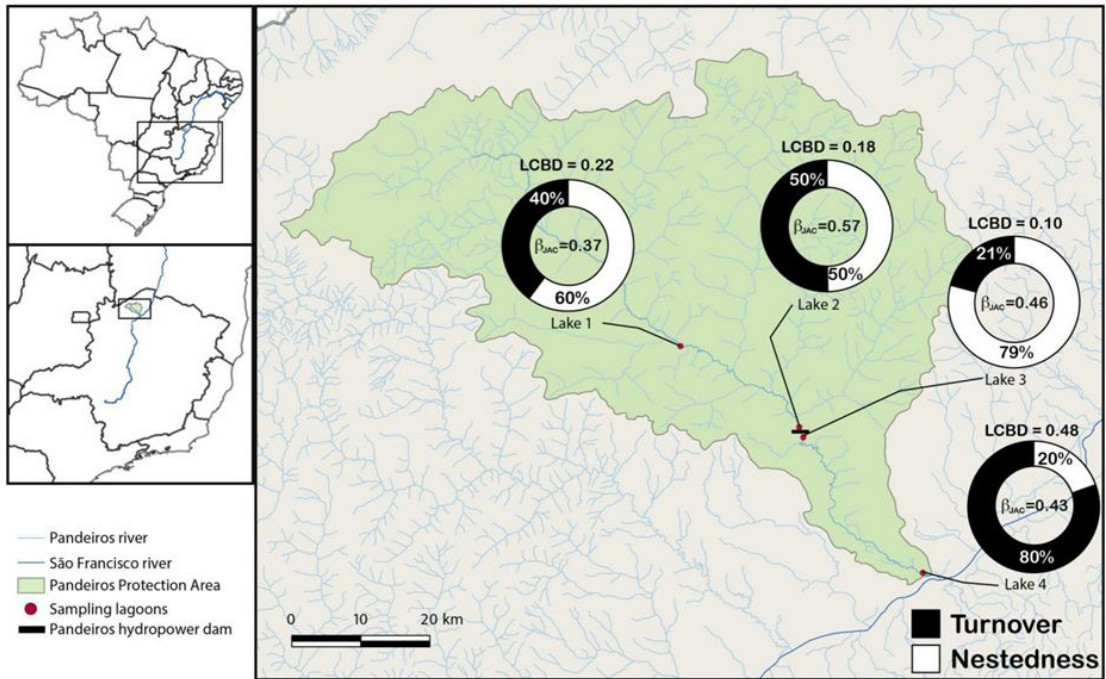 LCBD = 0.22
40%
βJAC=0.37
60%
Lake 1
LCBD = 0.18
50%
βJAC=0.57
50%
Lake 2
LCBD = 0.10
21%
βJAC=0.46
79%
Lake 3
LCBD = 0.48
20%
βJAC=0.43
80%
Lake 4
Pandeiros river
São Francisco river
Pandeiros Protection Area
Sampling lagoons
Pandeiros hydropower dam
0 10 20 km
Turnover
Nestedness